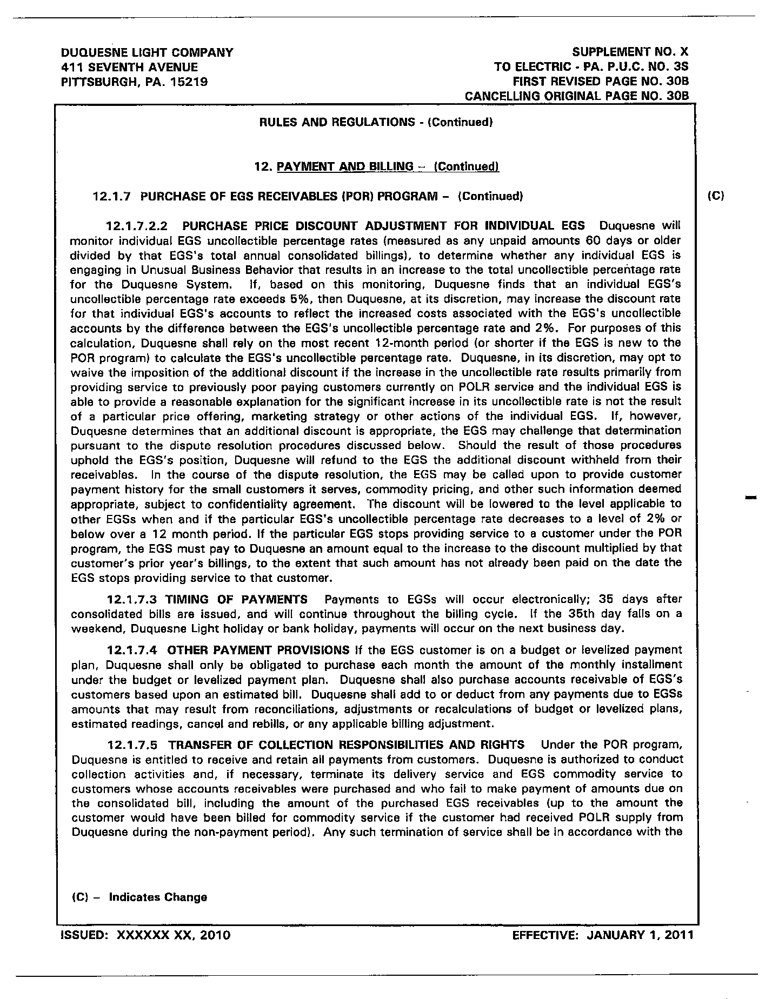 DUQUESNE LIGHT COMPANY
411 SEVENTH AVENUE
PITTSBURGH, PA. 15219
SUPPLEMENT NO. X
TO ELECTRIC - PA. P.U.C. NO. 3S
FIRST REVISED PAGE NO. 30B
CANCELLING ORIGINAL PAGE NO. 30B
RULES AND REGULATIONS - (Continued)
12. PAYMENT AND BILLING – (Continued)
12.1.7 PURCHASE OF EGS RECEIVABLES (POR) PROGRAM – (Continued) (C)
12.1.7.2.2 PURCHASE PRICE DISCOUNT ADJUSTMENT FOR INDIVIDUAL EGS Duquesne will
monitor individual EGS uncollectible percentage rates (measured as any unpaid amounts 60 days or older
divided by that EGS's total annual consolidated billings), to determine whether any individual EGS is
engaging in Unusual Business Behavior that results in an increase to the total uncollectible percentage rate
for the Duquesne System. If, based on this monitoring, Duquesne finds that an individual EGS's
uncollectible percentage rate exceeds 5%, then Duquesne, at its discretion, may increase the discount rate
for that individual EGS's accounts to reflect the increased costs associated with the EGS's uncollectible
accounts by the difference between the EGS's uncollectible percentage rate and 2%. For purposes of this
calculation, Duquesne shall rely on the most recent 12-month period (or shorter if the EGS is new to the
POR program) to calculate the EGS's uncollectible percentage rate. Duquesne, in its discretion, may opt to
waive the imposition of the additional discount if the increase in the uncollectible rate results primarily from
providing service to previously poor paying customers currently on POLR service and the individual EGS is
able to provide a reasonable explanation for the significant increase in its uncollectible rate is not the result
of a particular price offering, marketing strategy or other actions of the individual EGS. If, however,
Duquesne determines that an additional discount is appropriate, the EGS may challenge that determination
pursuant to the dispute resolution procedures discussed below. Should the result of those procedures
uphold the EGS's position, Duquesne will refund to the EGS the additional discount withheld from their
receivables. In the course of the dispute resolution, the EGS may be called upon to provide customer
payment history for the small customers it serves, commodity pricing, and other such information deemed
appropriate, subject to confidentiality agreement. The discount will be lowered to the level applicable to
other EGSs when and if the particular EGS's uncollectible percentage rate decreases to a level of 2% or
below over a 12 month period. If the particular EGS stops providing service to a customer under the POR
program, the EGS must pay to Duquesne an amount equal to the increase to the discount multiplied by that
customer's prior year's billings, to the extent that such amount has not already been paid on the date the
EGS stops providing service to that customer.
12.1.7.3 TIMING OF PAYMENTS Payments to EGSs will occur electronically; 35 days after
consolidated bills are issued, and will continue throughout the billing cycle. If the 35th day falls on a
weekend, Duquesne Light holiday or bank holiday, payments will occur on the next business day.
12.1.7.4 OTHER PAYMENT PROVISIONS If the EGS customer is on a budget or levelized payment
plan, Duquesne shall only be obligated to purchase each month the amount of the monthly installment
under the budget or levelized payment plan. Duquesne shall also purchase accounts receivable of EGS's
customers based upon an estimated bill. Duquesne shall add to or deduct from any payments due to EGSs
amounts that may result from reconciliations, adjustments or recalculations of budget or levelized plans,
estimated readings, cancel and rebills, or any applicable billing adjustment.
12.1.7.5 TRANSFER OF COLLECTION RESPONSIBILITIES AND RIGHTS Under the POR program,
Duquesne is entitled to receive and retain all payments from customers. Duquesne is authorized to conduct
collection activities and, if necessary, terminate its delivery service and EGS commodity service to
customers whose accounts receivables were purchased and who fail to make payment of amounts due on
the consolidated bill, including the amount of the purchased EGS receivables (up to the amount the
customer would have been billed for commodity service if the customer had received POLR supply from
Duquesne during the non-payment period). Any such termination of service shall be in accordance with the
(C) – Indicates Change
ISSUED: XXXXXX XX, 2010
EFFECTIVE: JANUARY 1, 2011